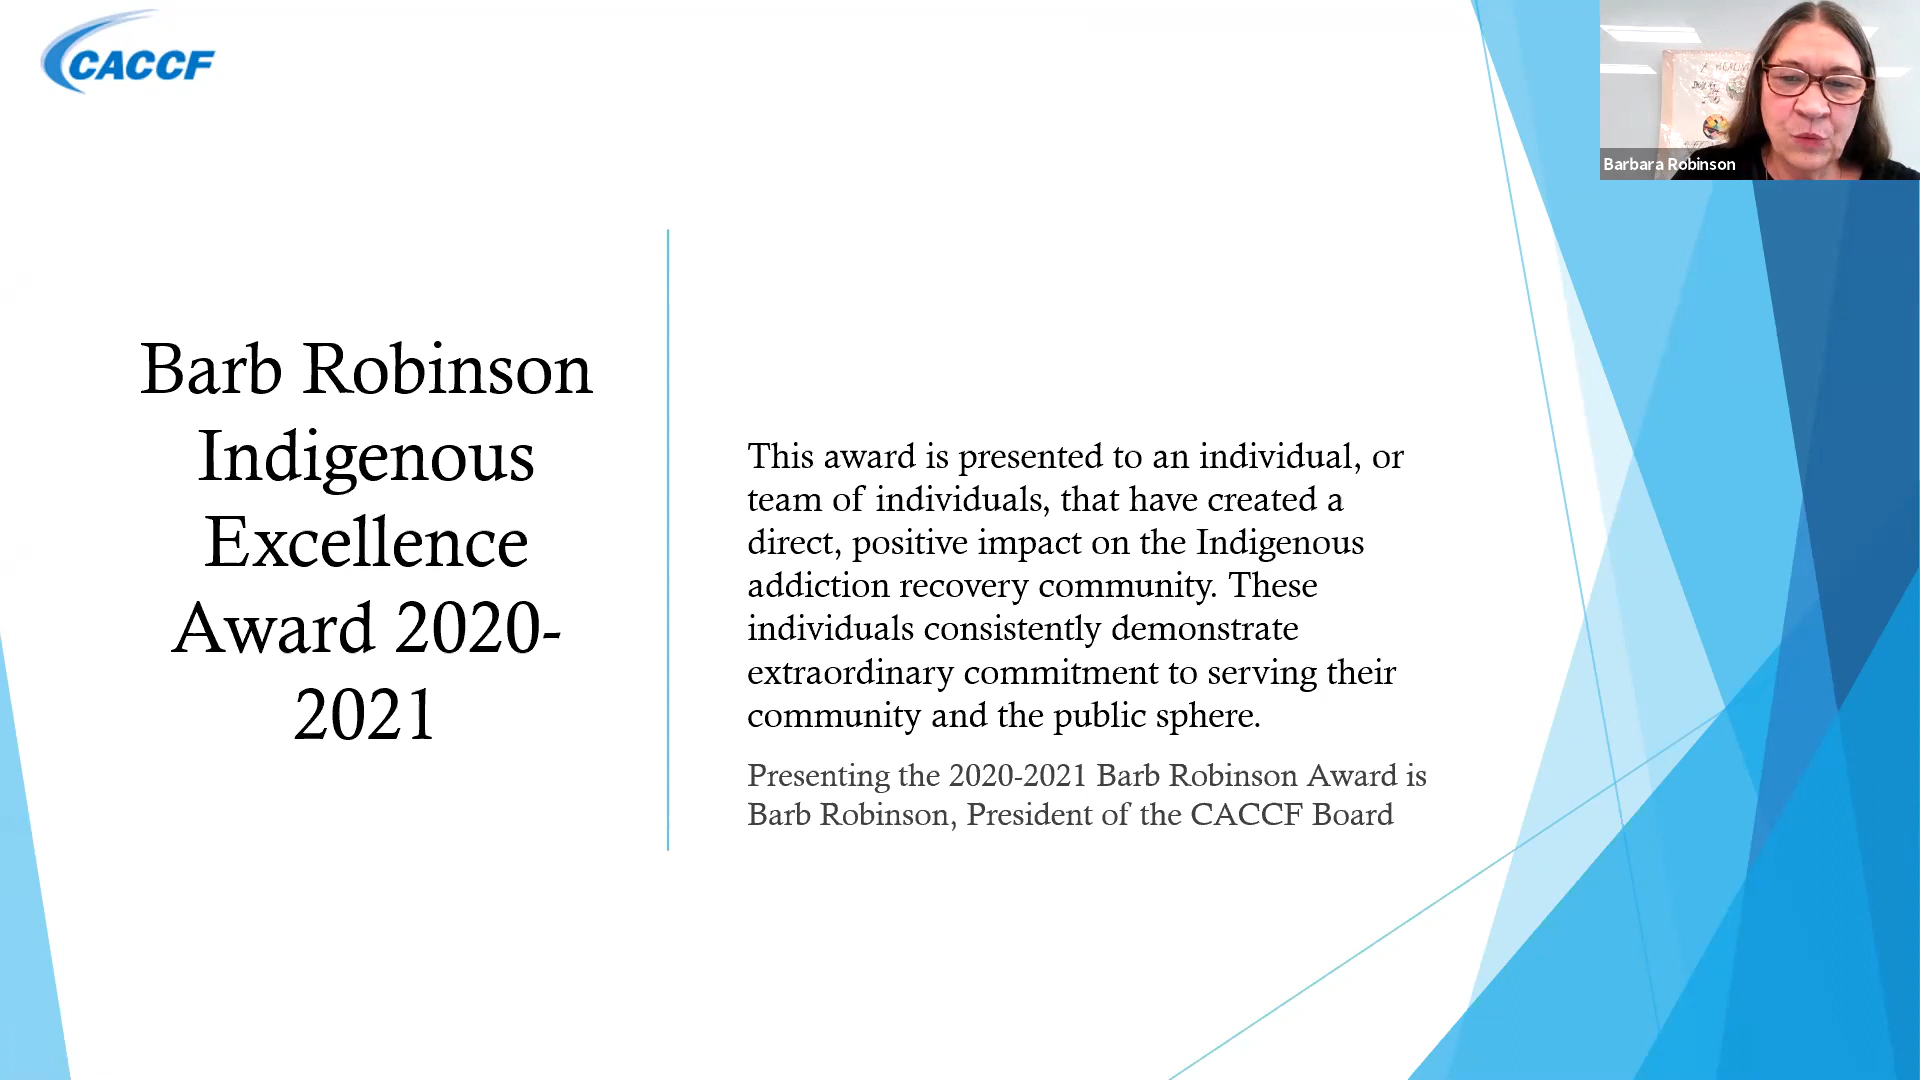 CACCF
Barb Robinson
Indigenous
Excellence
Award 2020-
2021
This award is presented to an individual, or
team of individuals, that have created a
direct, positive impact on the Indigenous
addiction recovery community. These
individuals consistently demonstrate
extraordinary commitment to serving their
community and the public sphere.
Presenting the 2020-2021 Barb Robinson Award is
Barb Robinson, President of the CACCF Board
Barbara Robinson